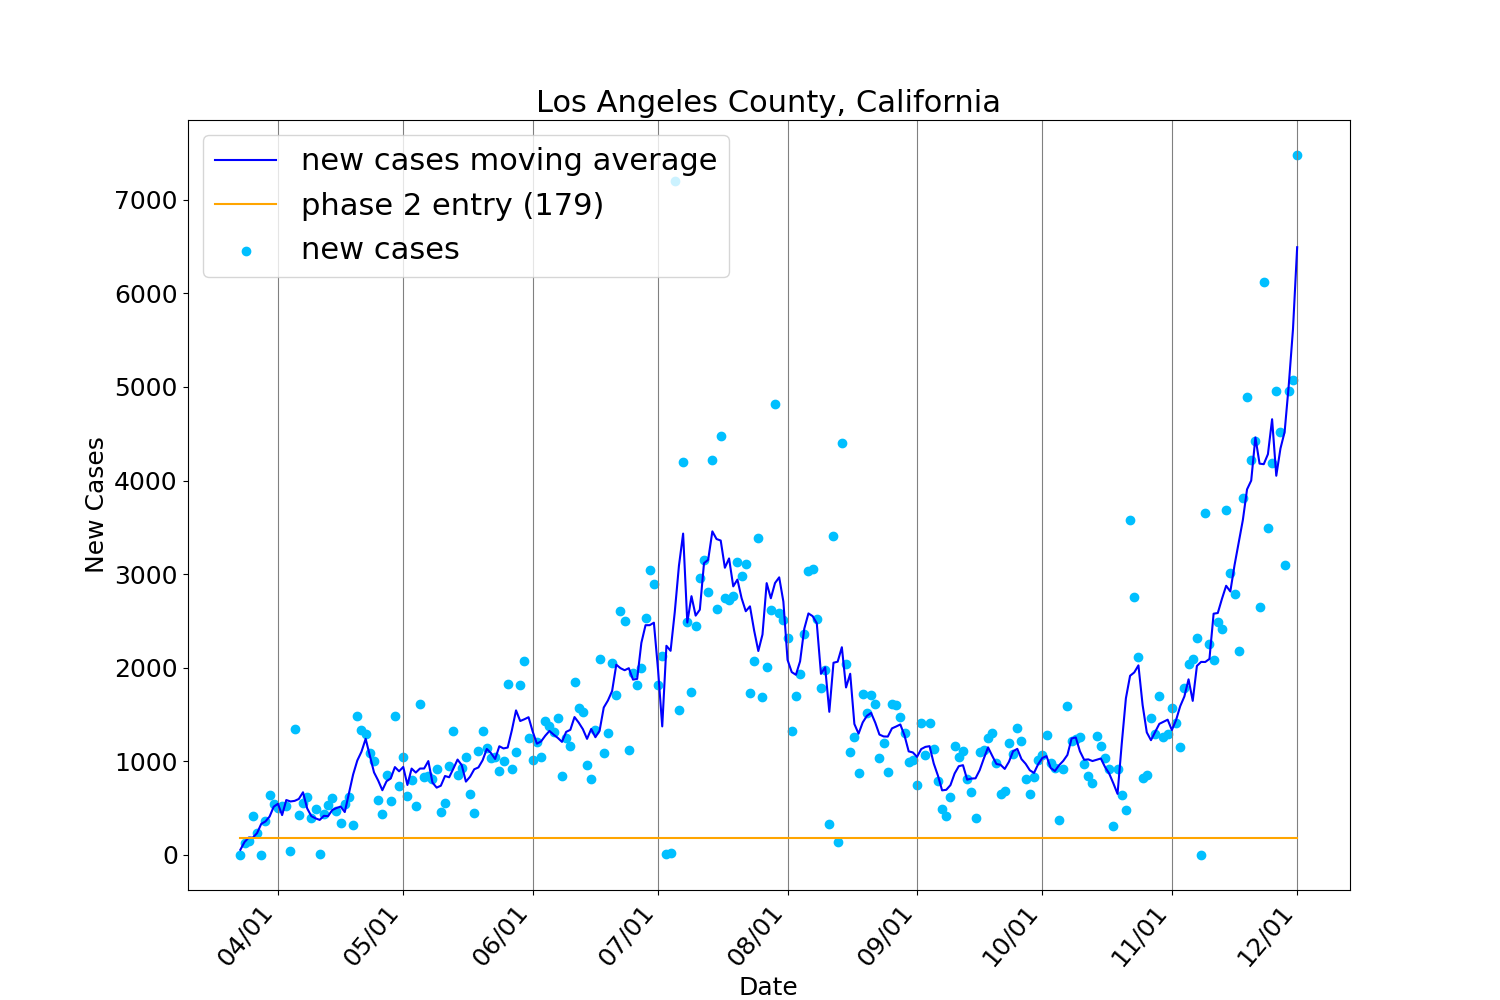 Los Angeles County, California
new cases moving average
phase 2 entry (179)
new cases
7000
6000
5000
4000
3000
2000
1000
0
New Cases
04/01
05/01
06/01
07/01
08/01
09/01
10/01
11/01
12/01
Date